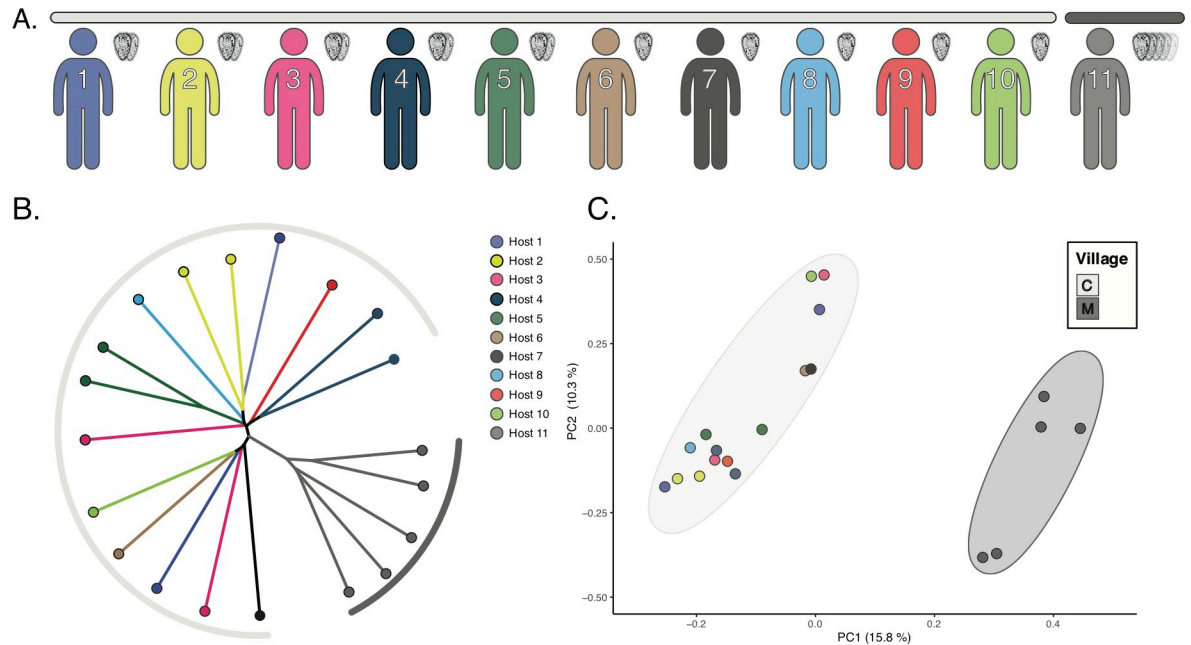 A.
1 2 3 4 5 6 7 8 9 10 11
B.
Host 1
Host 2
Host 3
Host 4
Host 5
Host 6
Host 7
Host 8
Host 9
Host 10
Host 11
C.
Village
C
M
PC2 (10.3 %)
0.50
0.25
0.00
−0.25
−0.50
−0.2 0.0 0.2 0.4
PC1 (15.8 %)